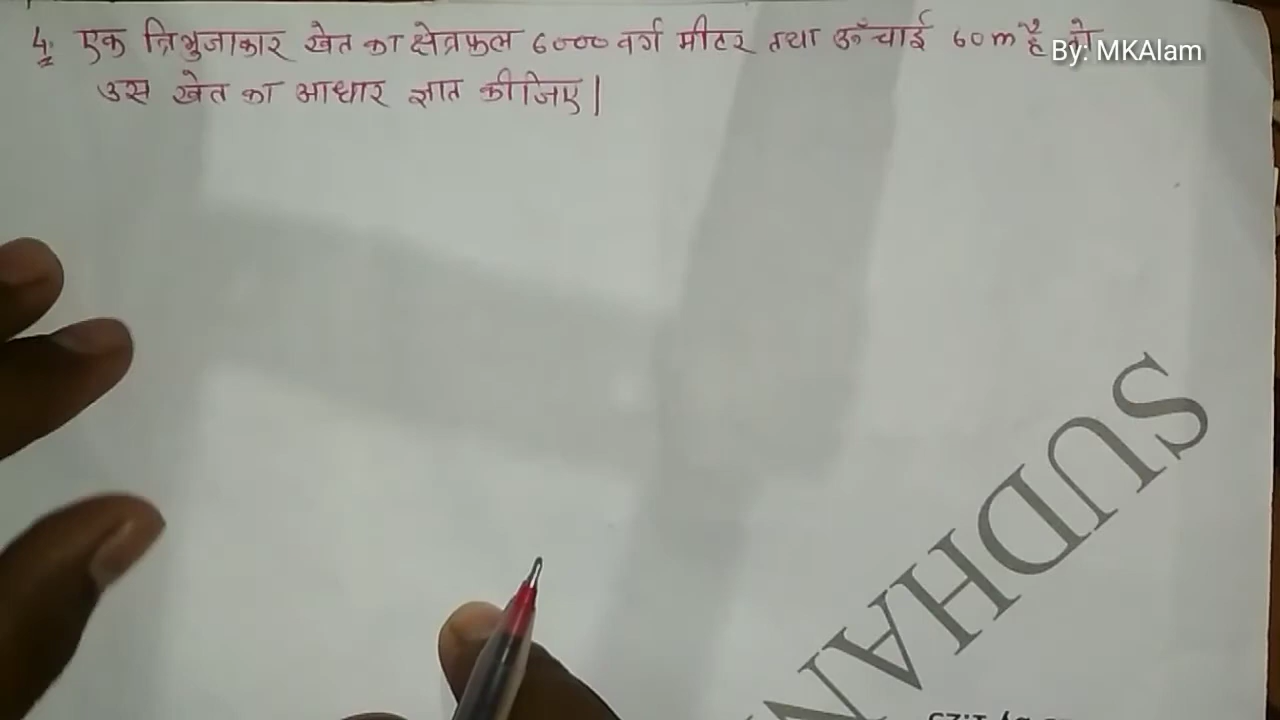 4. एक त्रिभुजाकार खेत का क्षेत्रफल 6000 वर्ग मीटर तथा ऊँचाई 60m है तो
उस खेत का आधार ज्ञात कीजिए।
By: MKAlam
SUDHAN